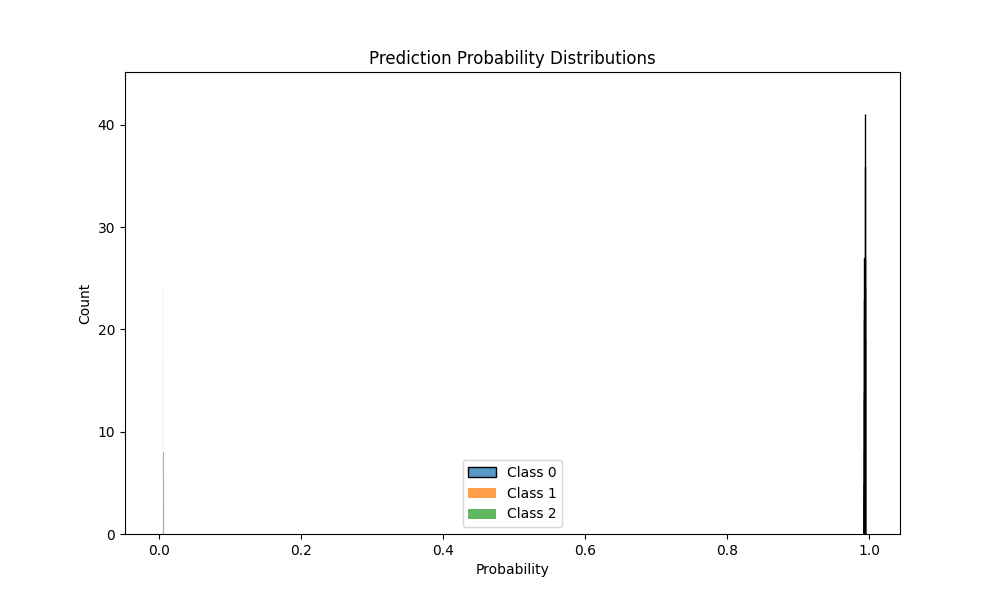 Prediction Probability Distributions
Count
40
30
20
10
0
0.0 0.2 0.4 0.6 0.8 1.0
Probability
Class 0
Class 1
Class 2